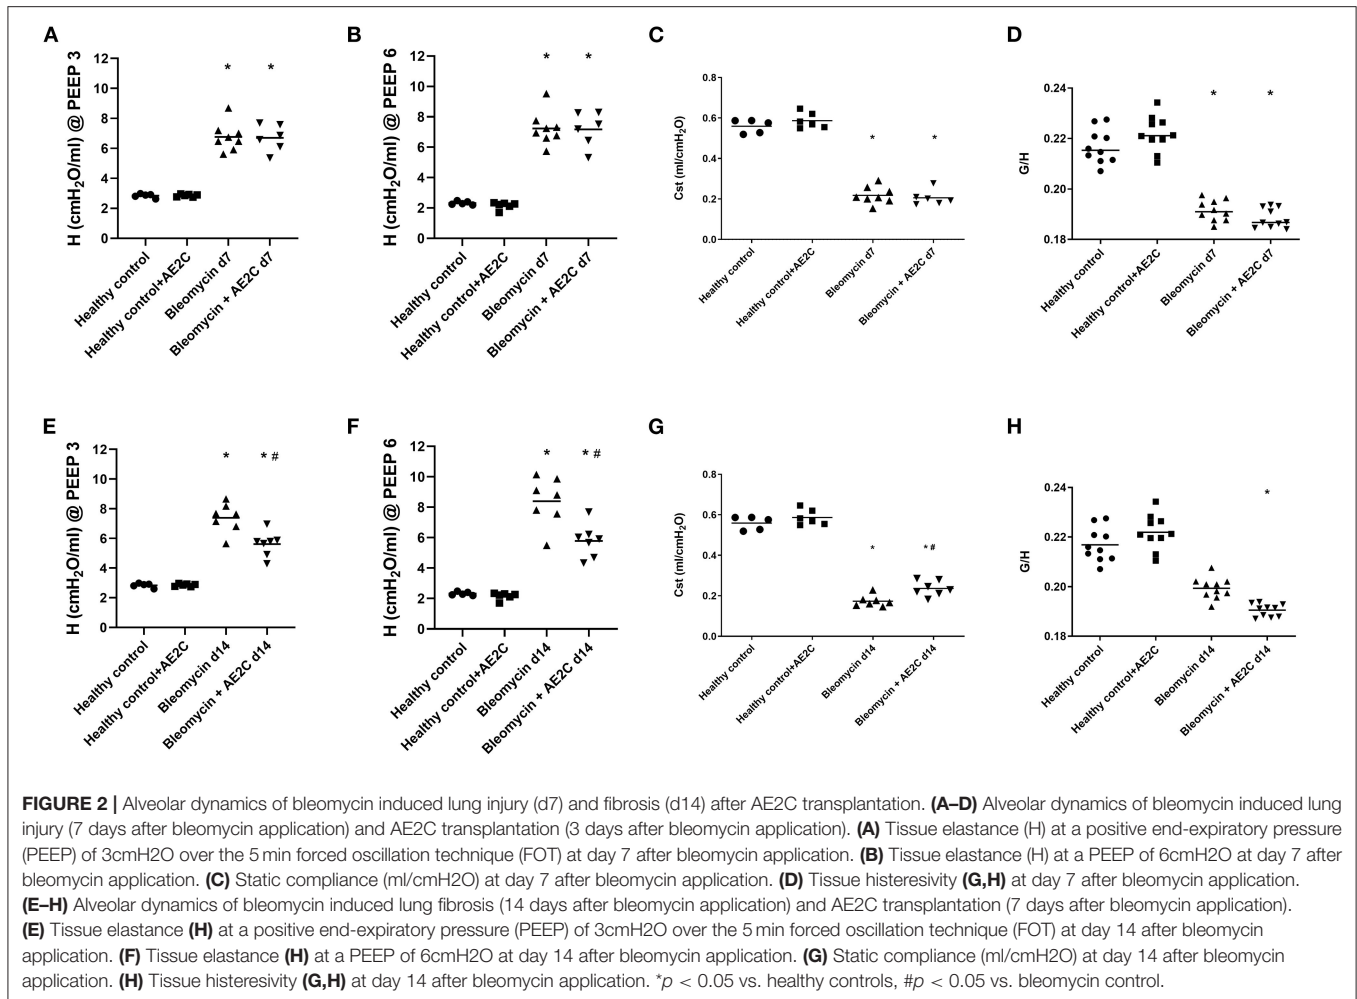 A
H (cmH2O/ml) @ PEEP 3
12
10
8
6
4
2
0
* *
Healthy control
Healthy control+AE2C
Bleomycin d7
Bleomycin + AE2C d7
B
H (cmH2O/ml) @ PEEP 6
12
10
8
6
4
2
0
* *
Healthy control
Healthy control+AE2C
Bleomycin d7
Bleomycin + AE2C d7
C
Cst (ml/cmH2O)
0.8
0.6
0.4
0.2
0.0
* *
Healthy control
Healthy control+AE2C
Bleomycin d7
Bleomycin + AE2C d7
D
G/H
0.24
0.22
0.20
0.18
* *
Healthy control
Healthy control+AE2C
Bleomycin d7
Bleomycin + AE2C d7
E
H (cmH2O/ml) @ PEEP 3
12
10
8
6
4
2
0
* * #
Healthy control
Healthy control+AE2C
Bleomycin d14
Bleomycin + AE2C d14
F
H (cmH2O/ml) @ PEEP 6
12
10
8
6
4
2
0
* * #
Healthy control
Healthy control+AE2C
Bleomycin d14
Bleomycin + AE2C d14
G
Cst (ml/cmH2O)
0.8
0.6
0.4
0.2
0.0
* * #
Healthy control
Healthy control+AE2C
Bleomycin d14
Bleomycin + AE2C d14
H
G/H
0.24
0.22
0.20
0.18
*
Healthy control
Healthy control+AE2C
Bleomycin d14
Bleomycin + AE2C d14
FIGURE 2 | Alveolar dynamics of bleomycin induced lung injury (d7) and fibrosis (d14) after AE2C transplantation. (A–D) Alveolar dynamics of bleomycin induced lung
injury (7 days after bleomycin application) and AE2C transplantation (3 days after bleomycin application). (A) Tissue elastance (H) at a positive end-expiratory pressure
(PEEP) of 3cmH2O over the 5 min forced oscillation technique (FOT) at day 7 after bleomycin application. (B) Tissue elastance (H) at a PEEP of 6cmH2O at day 7 after
bleomycin application. (C) Static compliance (ml/cmH2O) at day 7 after bleomycin application. (D) Tissue histeresivity (G,H) at day 7 after bleomycin application.
(E–H) Alveolar dynamics of bleomycin induced lung fibrosis (14 days after bleomycin application) and AE2C transplantation (7 days after bleomycin application).
(E) Tissue elastance (H) at a positive end-expiratory pressure (PEEP) of 3cmH2O over the 5 min forced oscillation technique (FOT) at day 14 after bleomycin
application. (F) Tissue elastance (H) at a PEEP of 6cmH2O at day 14 after bleomycin application. (G) Static compliance (ml/cmH2O) at day 14 after bleomycin
application. (H) Tissue histeresivity (G,H) at day 14 after bleomycin application. *p < 0.05 vs. healthy controls, #p < 0.05 vs. bleomycin control.